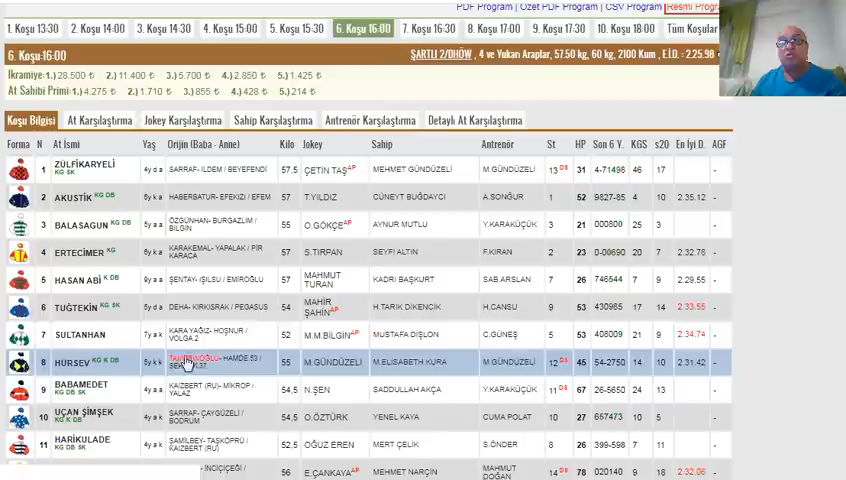 PDF Program | Özet PDF Program | CSV Program | Resmi Progra
1. Koşu 13:30 2. Koşu 14:00 3. Koşu 14:30 4. Koşu 15:00 5. Koşu 15:30 6. Koşu 16:00 7. Koşu 16:30 8. Koşu 17:00 9. Koşu 17:30 10. Koşu 18:00 Tüm Koşular
6. Koşu:16:00 ŞARTLI 2/DHÖW , 4 ve Yukarı Araplar, 57.50 kg, 60 kg, 2100 Kum , E.İ.D. : 2.25.98
Ikramiye:1.) 28.500 ₺ 2.) 11.400 ₺ 3.) 5.700 ₺ 4.) 2.850 ₺ 5.) 1.425 ₺
At Sahibi Primi:1.) 4.275 ₺ 2.) 1.710 ₺ 3.) 855 ₺ 4.) 428 ₺ 5.) 214 ₺
Koşu Bilgisi At Karşılaştırma Jokey Karşılaştırma Sahip Karşılaştırma Antrenör Karşılaştırma Detaylı At Karşılaştırma
Forma N At İsmi Yaş Orijin (Baba - Anne) Kilo Jokey Sahip Antrenör St HP Son 6 Y. KGS s20 En İyi D. AGF
1 ZÜLFİKARYELİ KG SK 4y d a SARRAF- İLDEM / BEYEFENDİ 57,5 ÇETİN TAŞ AP MEHMET GÜNDÜZELİ M.GÜNDÜZELİ 13 DS 31 4-71498 46 17 -
2 AKUSTİK KG DB 6y k a HABERBATUR- EFEKIZI / EFEM 57 T.YILDIZ CÜNEYT BUĞDAYCI A.SONĞUR 1 52 9827-85 4 10 2.35.12 -
3 BALASAGUN KG DB 5y a a ÖZGÜNHAN- BURGAZLIM / BİLGİN 55 O.GÖKÇE AP AYNUR MUTLU Y.KARAKÜÇÜK 3 21 000800 25 3 -
4 ERTECİMER KG 6y k a KARAKEMAL- YAPALAK / PİR KARACA 57 S.TIRPAN SEYFİ ALTIN F.KIRAN 2 23 0-00690 20 7 2.32.78 -
5 HASAN ABİ K DB 9y a a ŞENTAY- IŞILSU / EMİROĞLU 57 MAHMUT TURAN KADRİ BAŞKURT SAB.ARSLAN 7 26 746544 7 9 2.29.55 -
6 TUĞTEKİN KG SK 5y d a DEHA- KIRKISRAK / PEGASUS 54 MAHİR ŞAHİN AP H.TARIK DİKENCİK H.CANSU 9 53 430985 17 14 2.33.55 -
7 SULTANHAN 7y a k KARA YAĞIZ- HOŞNUR / VOLGA 2 52 M.M.BİLGİN AP MUSTAFA DİŞLON C.GÜNEŞ 5 53 408009 21 9 2.34.74 -
8 HÜRSEV KG K DB 5y k k HAMDE.53 / 55 M.GÜNDÜZELİ M.ELISABETH KURA M.GÜNDÜZELİ 12 DS 45 54-2750 14 10 2.31.42 -
9 BABAMEDET KG DB 4y a a KAIZBERT (RU)- MİKROP / YALAZ 54,5 N.ŞEN SADDULLAH AKÇA Y.KARAKÜÇÜK 11 DS 67 26-5650 24 13 -
10 UÇAN ŞİMŞEK KG K DB 4y a k SARRAF- ÇAYGÜZELİ / BODRUM 54,5 O.ÖZTÜRK YENEL KAYA CUMA POLAT 10 27 657473 10 5 -
11 HARİKULADE KG DB SK 4y a k ŞAMİLBEY- TAŞKÖPRÜ / KAIZBERT (RU) 52,5 OĞUZ EREN MERT ÇELİK S.ÖNDER 8 26 399-598 7 11 -
INCIÇİÇEĞİ / 56 E.ÇANKAYA AP MEHMET NARÇIN MAHMUT DOĞAN 14 DS 78 020140 9 18 2.32.06 -